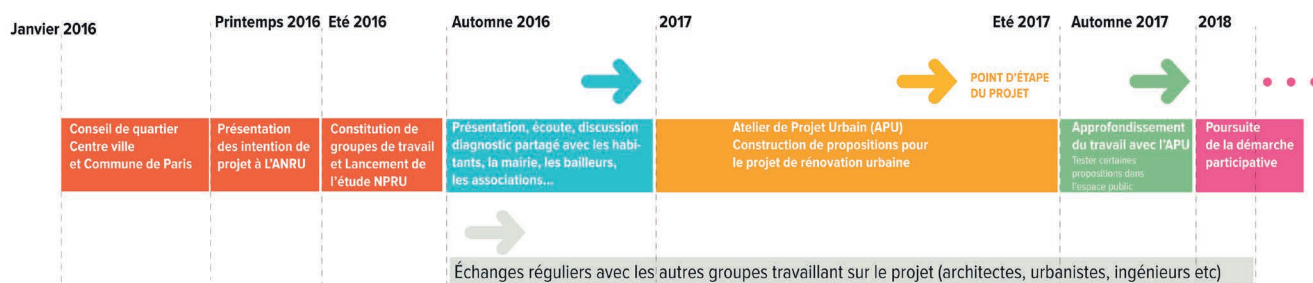 Janvier 2016
Printemps 2016
Eté 2016
Automne 2016
2017
Eté 2017
Automne 2017
2018
POINT D'ÉTAPE
DU PROJET
Conseil de quartier
Centre ville
et Commune de Paris
Présentation
des intention de
projet à L'ANRU
Constitution de
groupes de travail
et Lancement de
l'étude NPRU
Présentation, écoute, discussion
diagnostic partagé avec les habi-
tants, la mairie, les bailleurs,
les associations...
Atelier de Projet Urbain (APU)
Construction de propositions pour
le projet de rénovation urbaine
Approfondissement
du travail avec l'APU
Tester certaines
propositions dans
l'espace public
Poursuite
de la démarche
participative
Échanges réguliers avec les autres groupes travaillant sur le projet (architectes, urbanistes, ingénieurs etc)